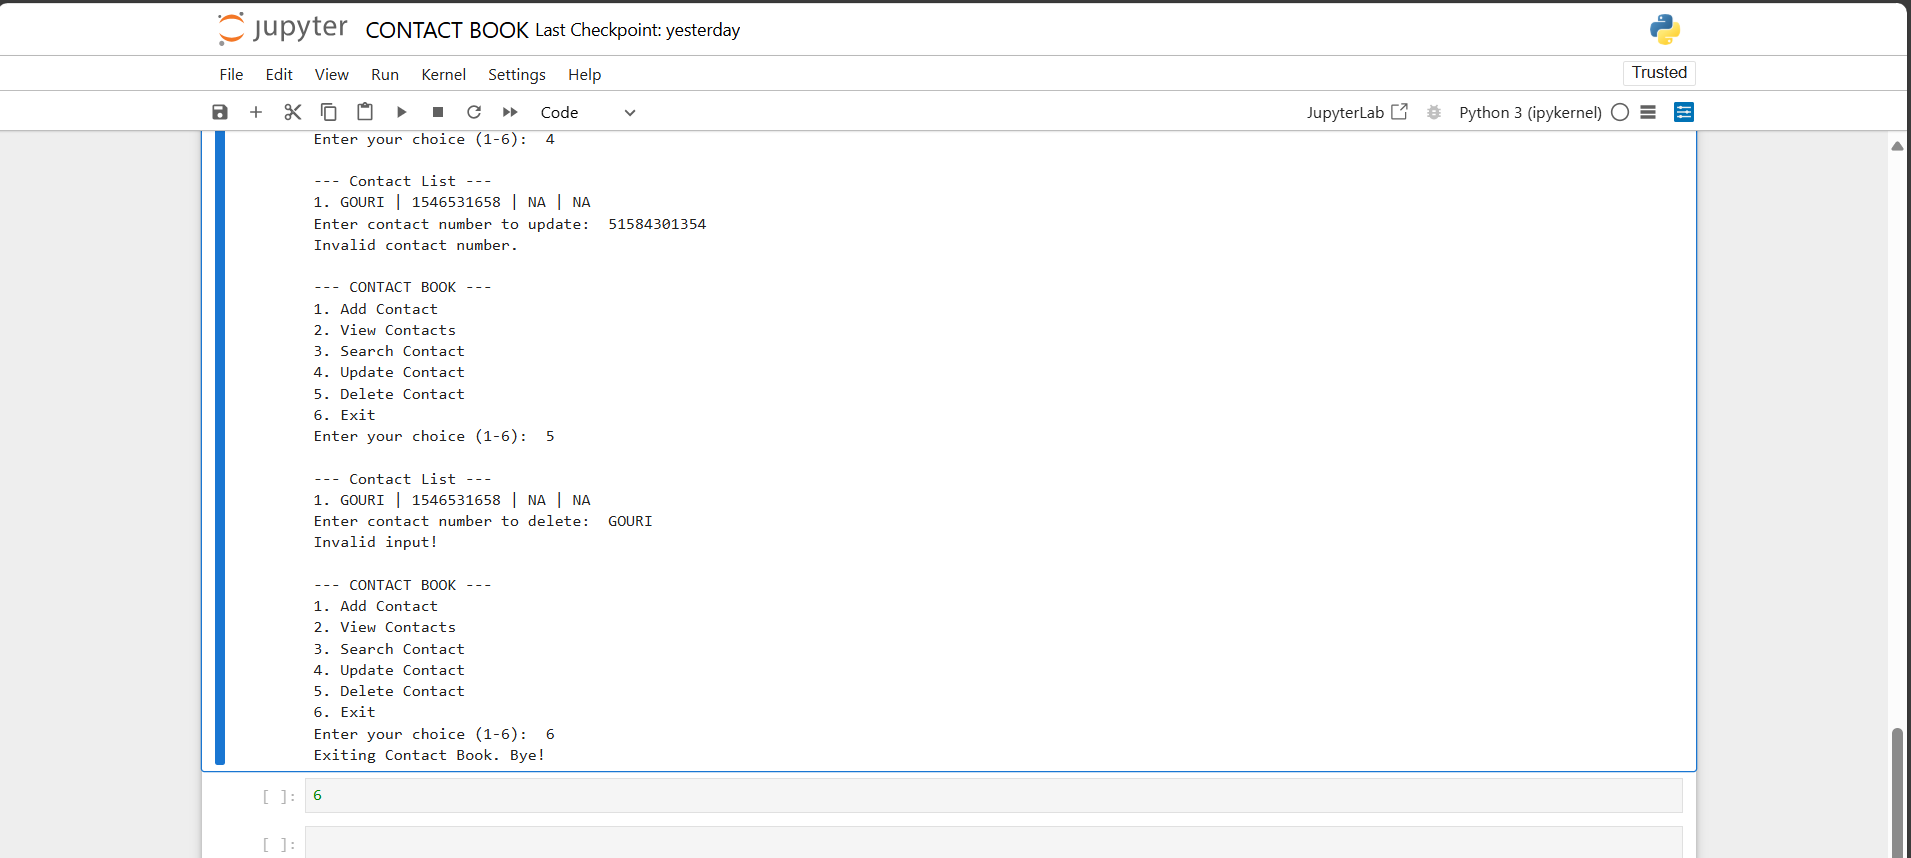 jupyter CONTACT BOOK Last Checkpoint: yesterday
File Edit View Run Kernel Settings Help
Trusted
Code
JupyterLab
Python 3 (ipykernel)
Enter your choice (1-6):  4
--- Contact List ---
1. GOURI | 1546531658 | NA | NA
Enter contact number to update:  51584301354
Invalid contact number.
--- CONTACT BOOK ---
1. Add Contact
2. View Contacts
3. Search Contact
4. Update Contact
5. Delete Contact
6. Exit
Enter your choice (1-6):  5
--- Contact List ---
1. GOURI | 1546531658 | NA | NA
Enter contact number to delete:  GOURI
Invalid input!
--- CONTACT BOOK ---
1. Add Contact
2. View Contacts
3. Search Contact
4. Update Contact
5. Delete Contact
6. Exit
Enter your choice (1-6):  6
Exiting Contact Book. Bye!
[ ]: 6
[ ]: